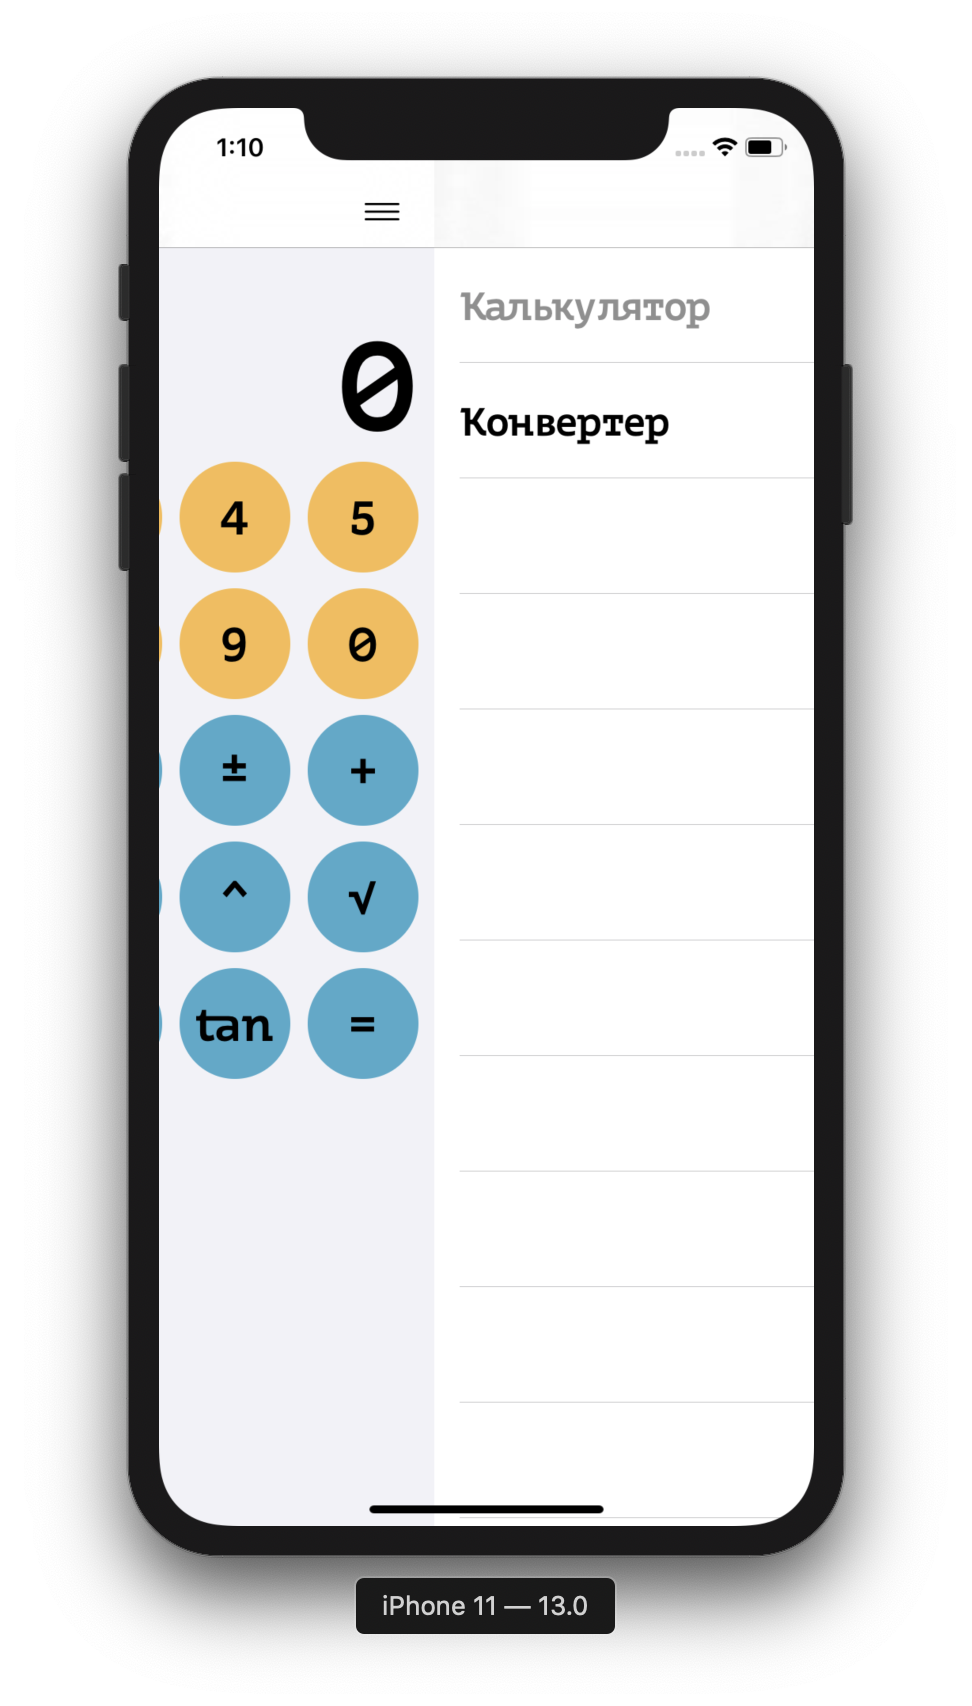 1:10
Калькулятор
0
Конвертер
4 5
9 0
± +
^ √
tan =
iPhone 11 — 13.0